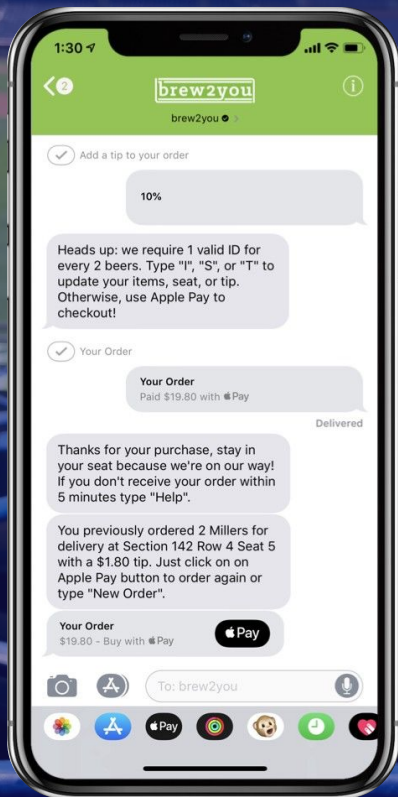 1:30
2
brew2you
brew2you
Add a tip to your order
10%
Heads up: we require 1 valid ID for
every 2 beers. Type "I", "S", or "T" to
update your items, seat, or tip.
Otherwise, use Apple Pay to
checkout!
Your Order
Your Order
Paid $19.80 with Pay
Delivered
Thanks for your purchase, stay in
your seat because we're on our way!
If you don't receive your order within
5 minutes type "Help".
You previously ordered 2 Millers for
delivery at Section 142 Row 4 Seat 5
with a $1.80 tip. Just click on on
Apple Pay button to order again or
type "New Order".
Your Order
$19.80 - Buy with Pay
Pay
To: brew2you
Pay